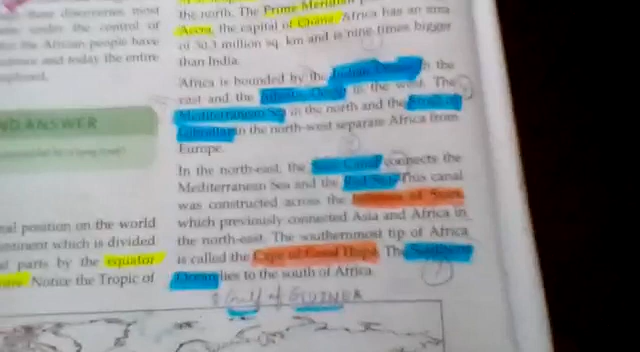 these discoveries, most
under the control of
the African people have
and today the entire
ND ANSWER
nal position on the world
ontinent which is divided
parts by the equator
Notice the Tropic of
the north. The Prime Meridian
Accra, the capital of Ghana. Africa has an area
of 30.3 million sq. km and is nine times bigger
than India.
Africa is bounded by the Indian Ocean in the
east and the Atlantic Ocean in the west. The
Mediterranean Sea in the north and the Strait of
Gibraltar in the north-west separate Africa from
Europe.
In the north-east, the Suez Canal connects the
Mediterranean Sea and the Red Sea. This canal
was constructed across the Isthmus of Suez
which previously connected Asia and Africa in
the north-east. The southernmost tip of Africa
is called the Cape of Good Hope. The Southern
Ocean lies to the south of Africa.
Gulf of GUINEA